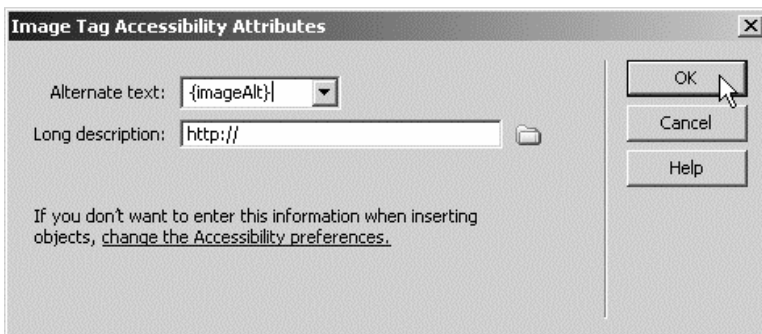 Image Tag Accessibility Attributes
Alternate text: {imageAlt}
Long description: http://
OK
Cancel
Help
If you don't want to enter this information when inserting
objects, change the Accessibility preferences.